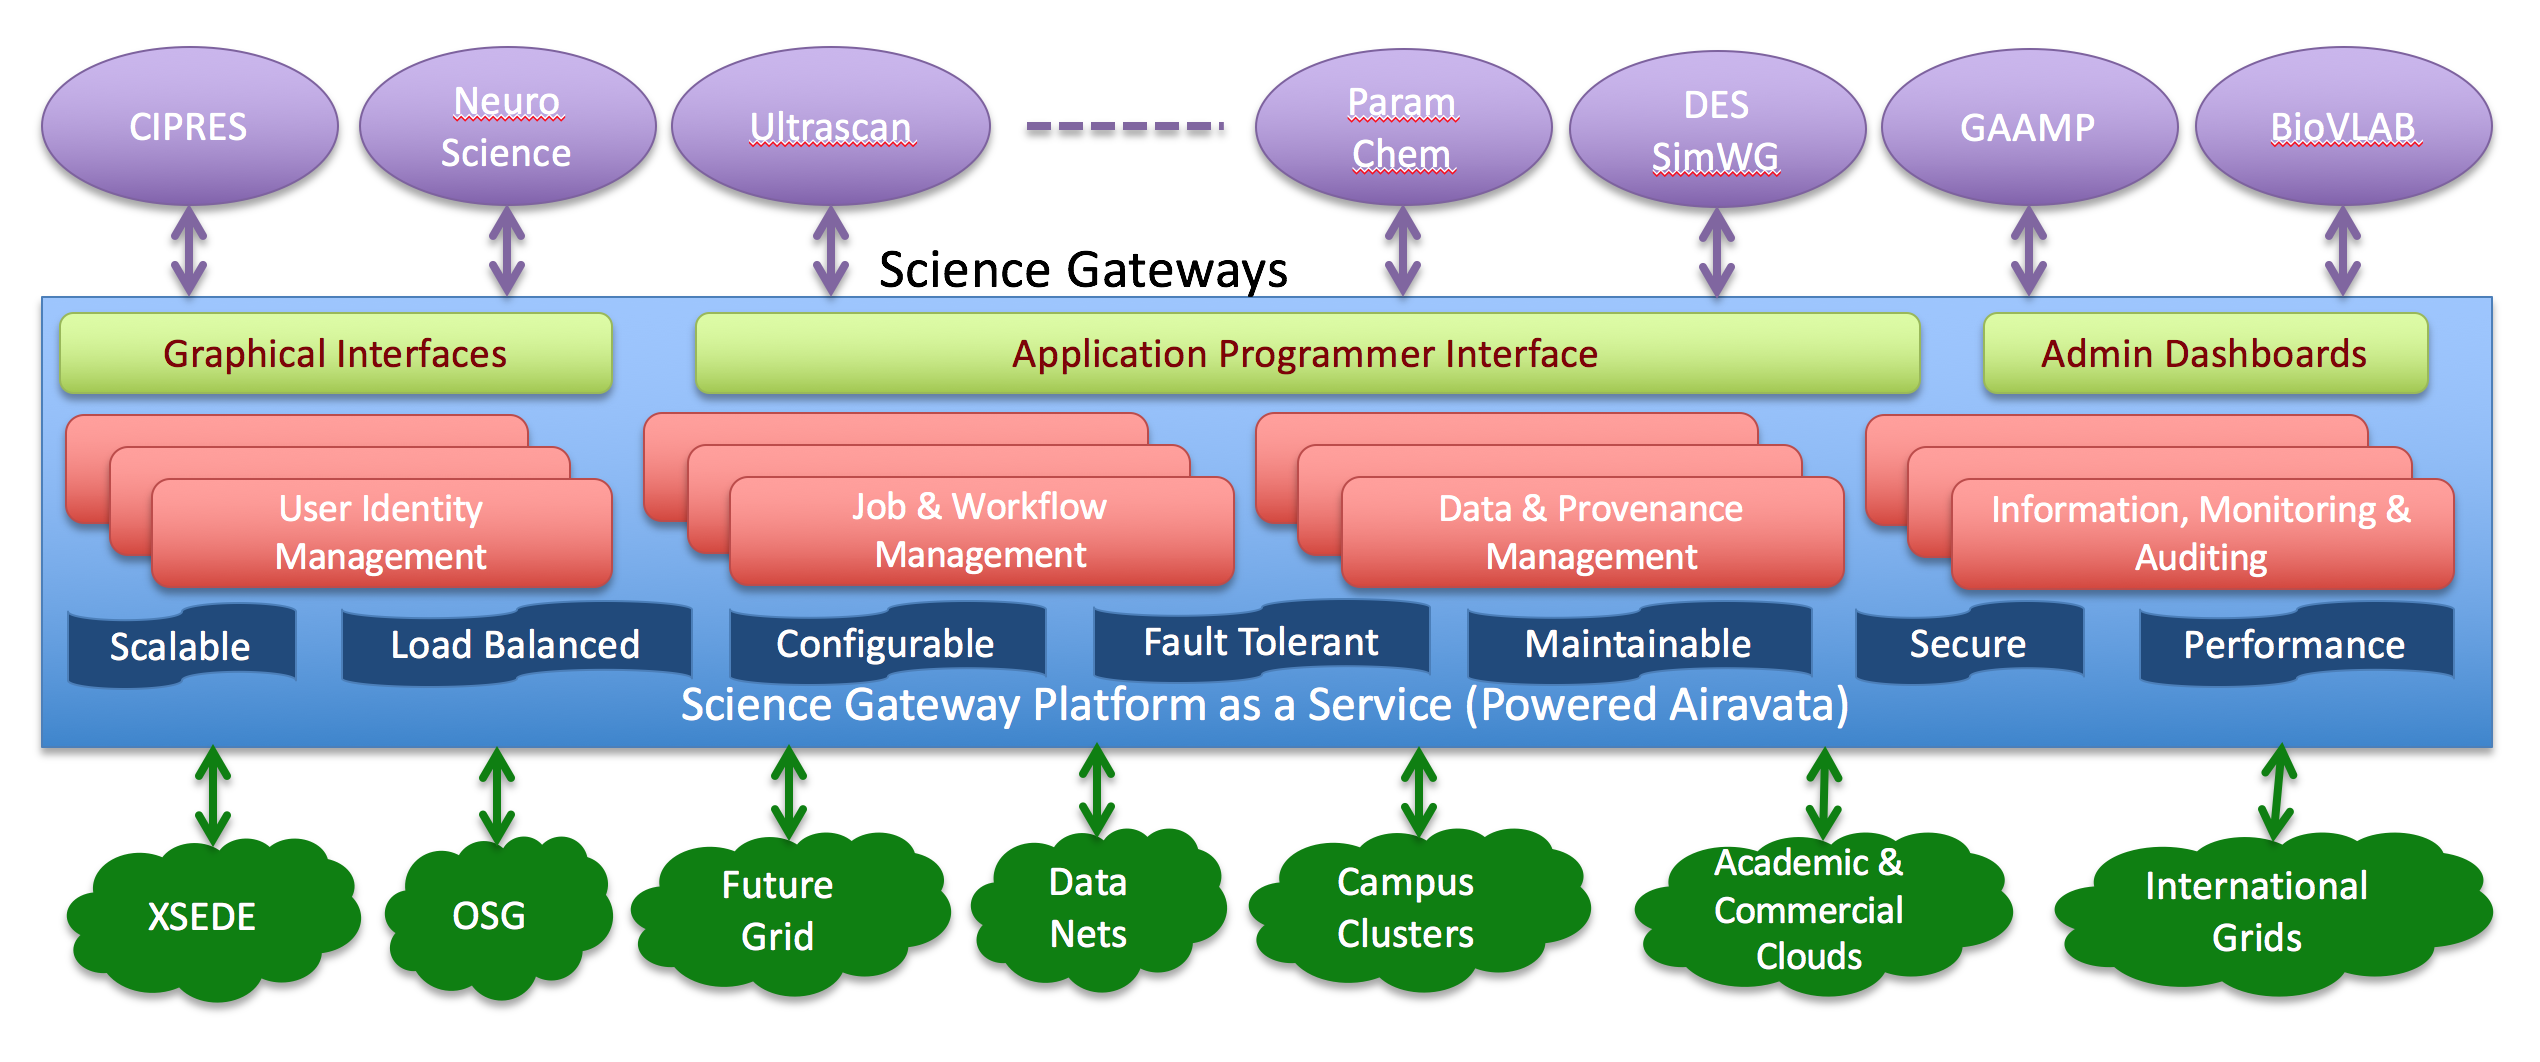 CIPRES
Neuro
Science
Ultrascan
Param
Chem
DES
SimWG
GAAMP
BioVLAB
Science Gateways
Graphical Interfaces
Application Programmer Interface
Admin Dashboards
User Identity
Management
Job & Workflow
Management
Data & Provenance
Management
Information, Monitoring &
Auditing
Scalable
Load Balanced
Configurable
Fault Tolerant
Maintainable
Secure
Performance
Science Gateway Platform as a Service (Powered Airavata)
XSEDE
OSG
Future
Grid
Data
Nets
Campus
Clusters
Academic &
Commercial
Clouds
International
Grids